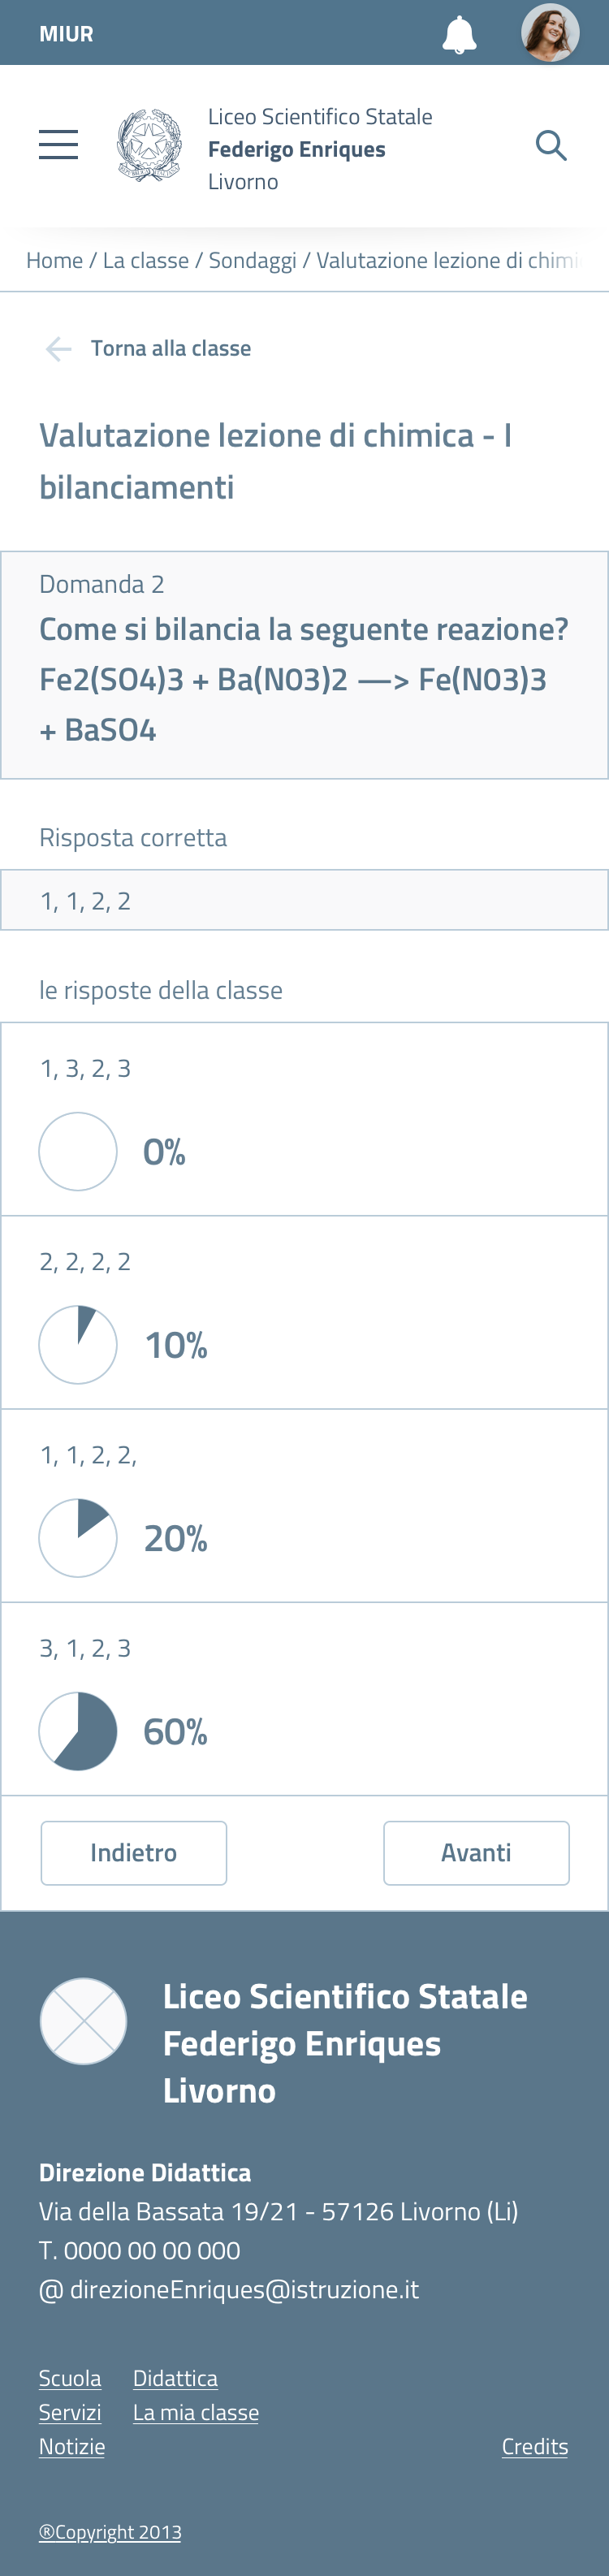 MIUR
Liceo Scientifico Statale
Federigo Enriques
Livorno
Home / La classe / Sondaggi / Valutazione lezione di chimi
Torna alla classe
Valutazione lezione di chimica - I
bilanciamenti
Domanda 2
Come si bilancia la seguente reazione?
Fe2(SO4)3 + Ba(N03)2 —> Fe(N03)3
+ BaSO4
Risposta corretta
1, 1, 2, 2
le risposte della classe
1, 3, 2, 3
0%
2, 2, 2, 2
10%
1, 1, 2, 2,
20%
3, 1, 2, 3
60%
Indietro Avanti
Liceo Scientifico Statale
Federigo Enriques
Livorno
Direzione Didattica
Via della Bassata 19/21 - 57126 Livorno (Li)
T. 0000 00 00 000
@ direzioneEnriques@istruzione.it
Scuola Didattica
Servizi La mia classe
Notizie Credits
®Copyright 2013